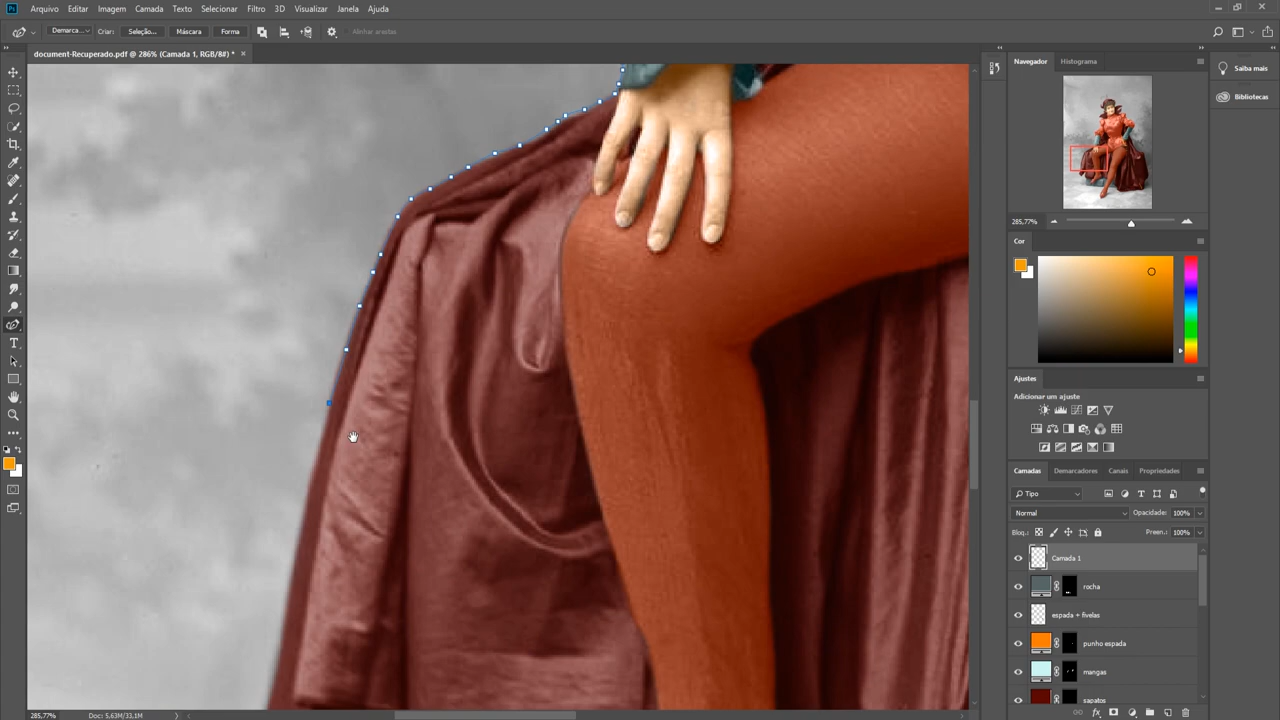 Ps Arquivo Editar Imagem Camada Texto Selecionar Filtro 3D Visualizar Janela Ajuda
Demarca... Criar: Seleção... Máscara Forma Alinhar arestas
document-Recuperado.pdf @ 286% (Camada 1, RGB/8#) * ×
Navegador Histograma
Saiba mais
Bibliotecas
285,77%
Cor
Ajustes
Adicionar um ajuste
Camadas Demarcadores Canais Propriedades
Tipo
Normal Opacidade: 100%
Bloq.: Preen.: 100%
Camada 1
rocha
espada + fivelas
punho espada
mangas
sapatos
285,77% Doc: 5,63M/33,1M